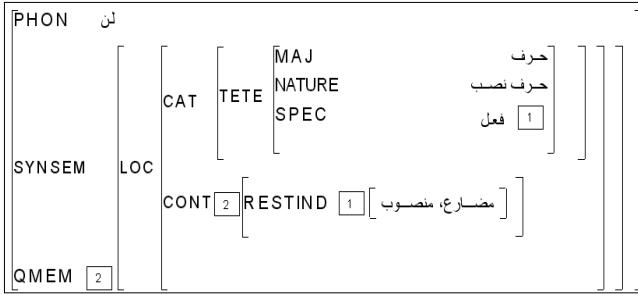 PHON لن
MAJ حرف
NATURE حرف نصب
CAT TETE
SPEC 1 فعل
SYNSEM LOC
CONT 2 RESTIND 1 [مضارع، منصوب]
QMEM 2